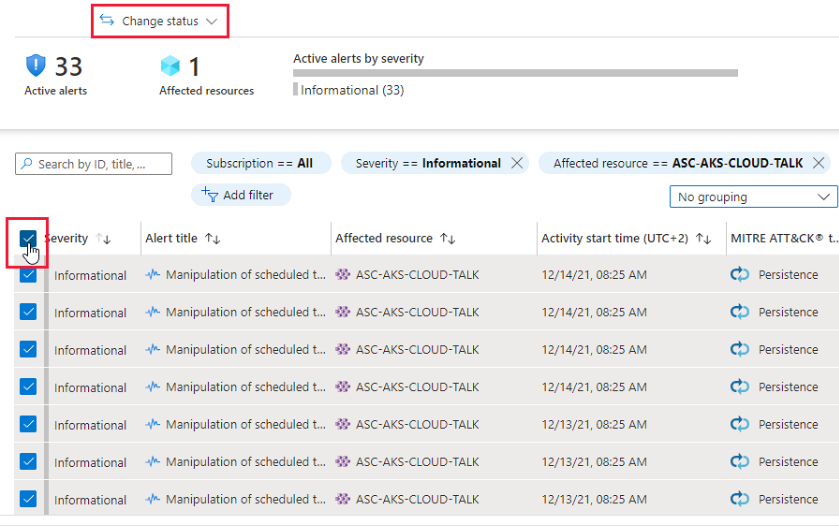 Change status
33
Active alerts
1
Affected resources
Active alerts by severity
Informational (33)
Search by ID, title, ...
Subscription == All
Severity == Informational
Affected resource == ASC-AKS-CLOUD-TALK
Add filter
No grouping
Severity Alert title Affected resource Activity start time (UTC+2) MITRE ATT&CK® t...
Informational Manipulation of scheduled t... ASC-AKS-CLOUD-TALK 12/14/21, 08:25 AM Persistence
Informational Manipulation of scheduled t... ASC-AKS-CLOUD-TALK 12/14/21, 08:25 AM Persistence
Informational Manipulation of scheduled t... ASC-AKS-CLOUD-TALK 12/14/21, 08:25 AM Persistence
Informational Manipulation of scheduled t... ASC-AKS-CLOUD-TALK 12/14/21, 08:25 AM Persistence
Informational Manipulation of scheduled t... ASC-AKS-CLOUD-TALK 12/13/21, 08:25 AM Persistence
Informational Manipulation of scheduled t... ASC-AKS-CLOUD-TALK 12/13/21, 08:25 AM Persistence
Informational Manipulation of scheduled t... ASC-AKS-CLOUD-TALK 12/13/21, 08:25 AM Persistence